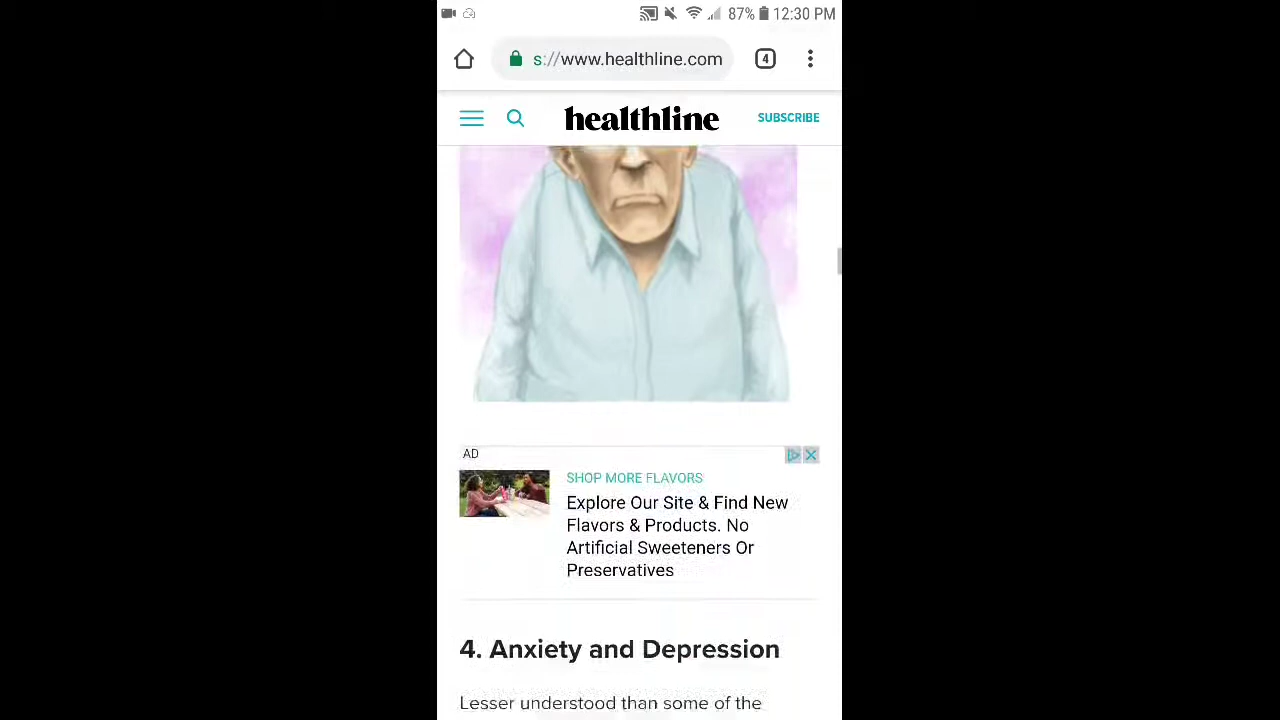 87% 12:30 PM
s://www.healthline.com 4
healthline SUBSCRIBE
AD
SHOP MORE FLAVORS
Explore Our Site & Find New
Flavors & Products. No
Artificial Sweeteners Or
Preservatives
4. Anxiety and Depression
Lesser understood than some of the